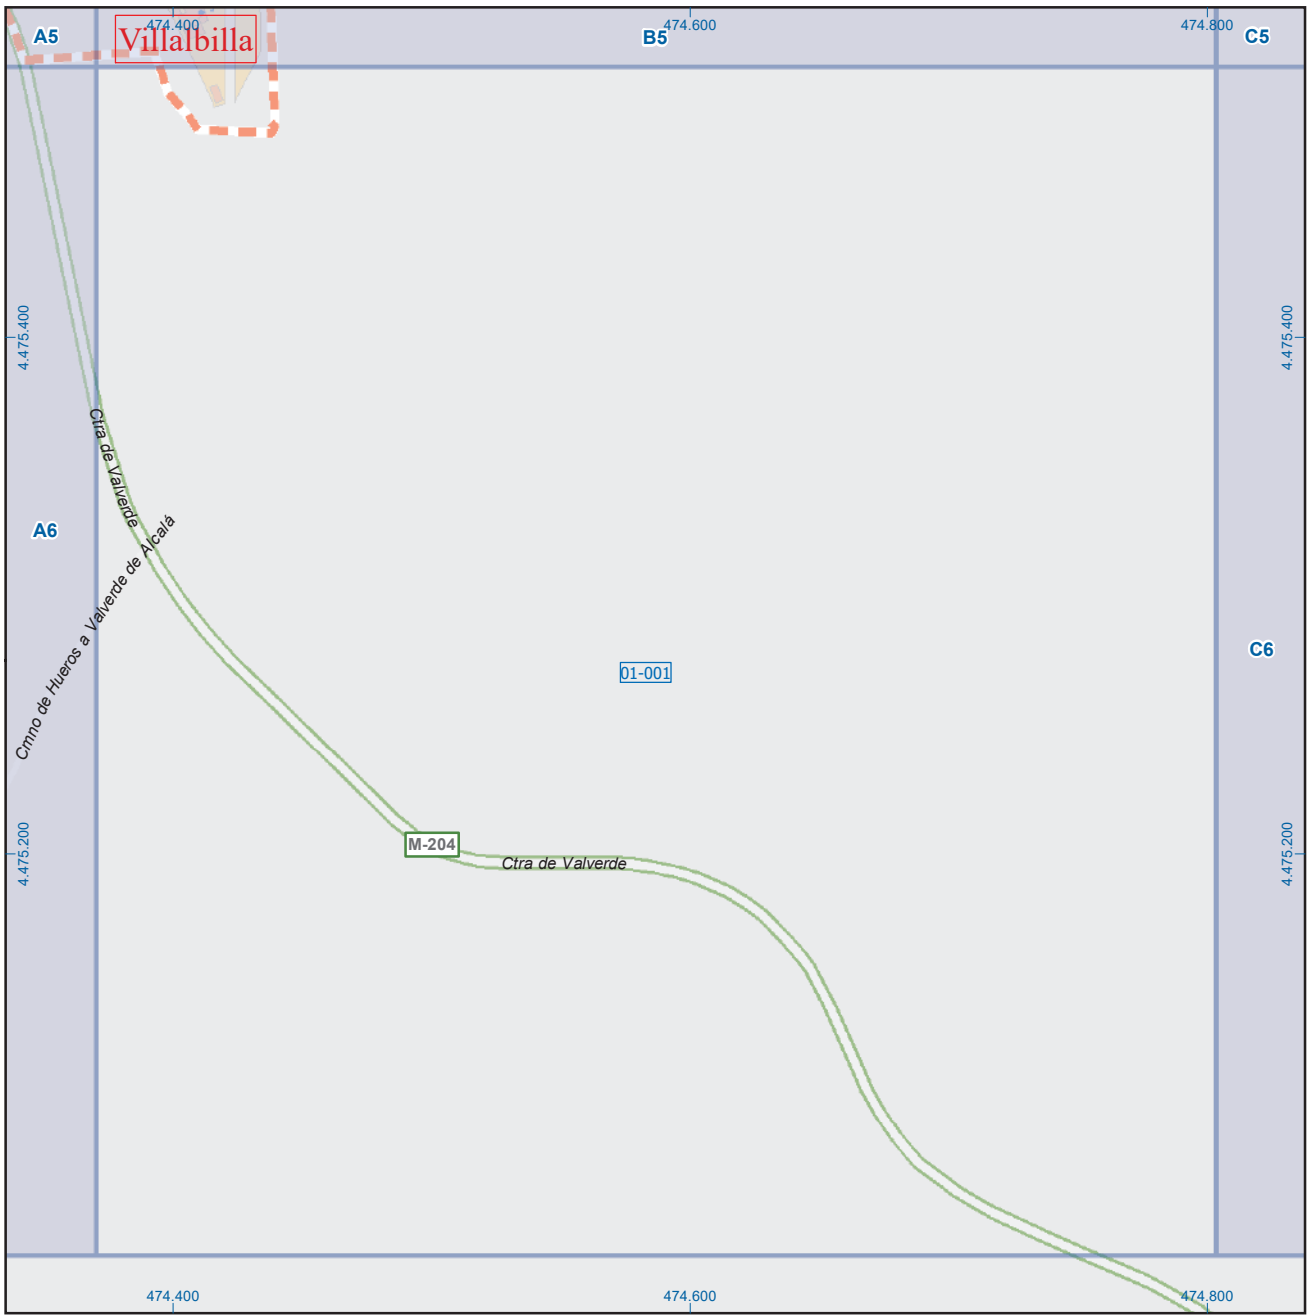 474.400
474.600
474.800
A5
Villalbilla
B5
C5
4.475.400
4.475.400
Ctra de Valverde
A6
Cmno de Hueros a Valverde de Alcalá
C6
01-001
M-204
Ctra de Valverde
4.475.200
4.475.200
474.400
474.600
474.800